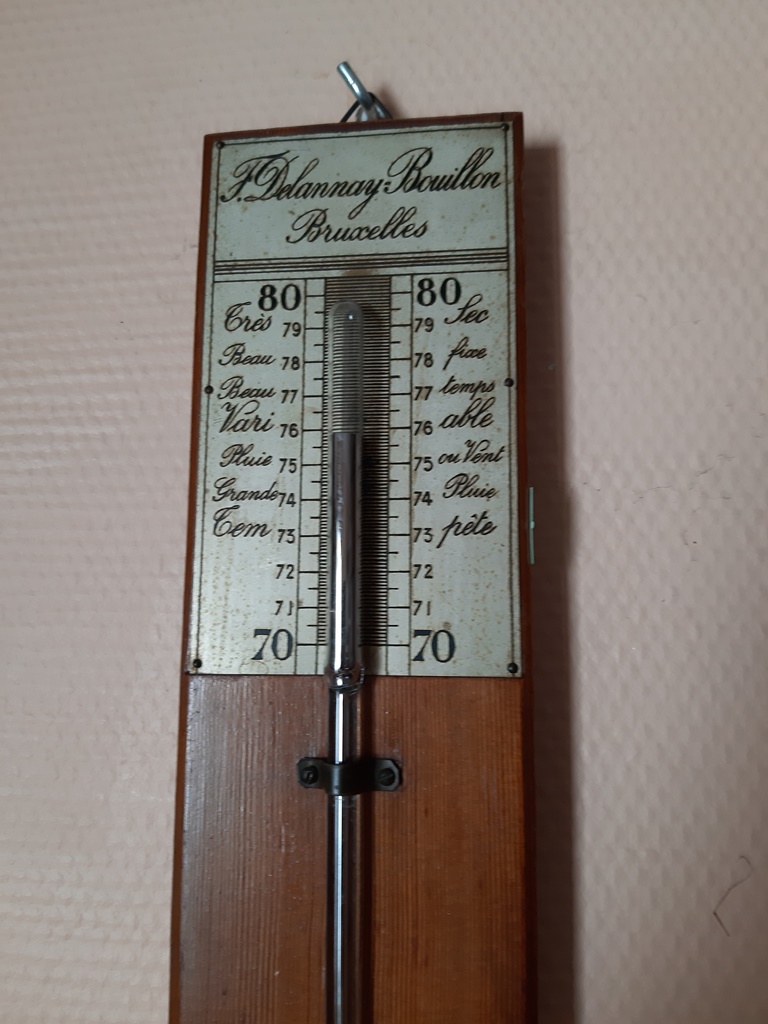 F. Delannay-Bouillon
Bruxelles
80 80
Très 79 79 Sec
Beau 78 78 fixe
Beau 77 77 temps
Vari 76 76 able
Pluie 75 75 ou Vent
Grande 74 74 Pluie
Tem 73 73 pête
72 72
71 71
70 70